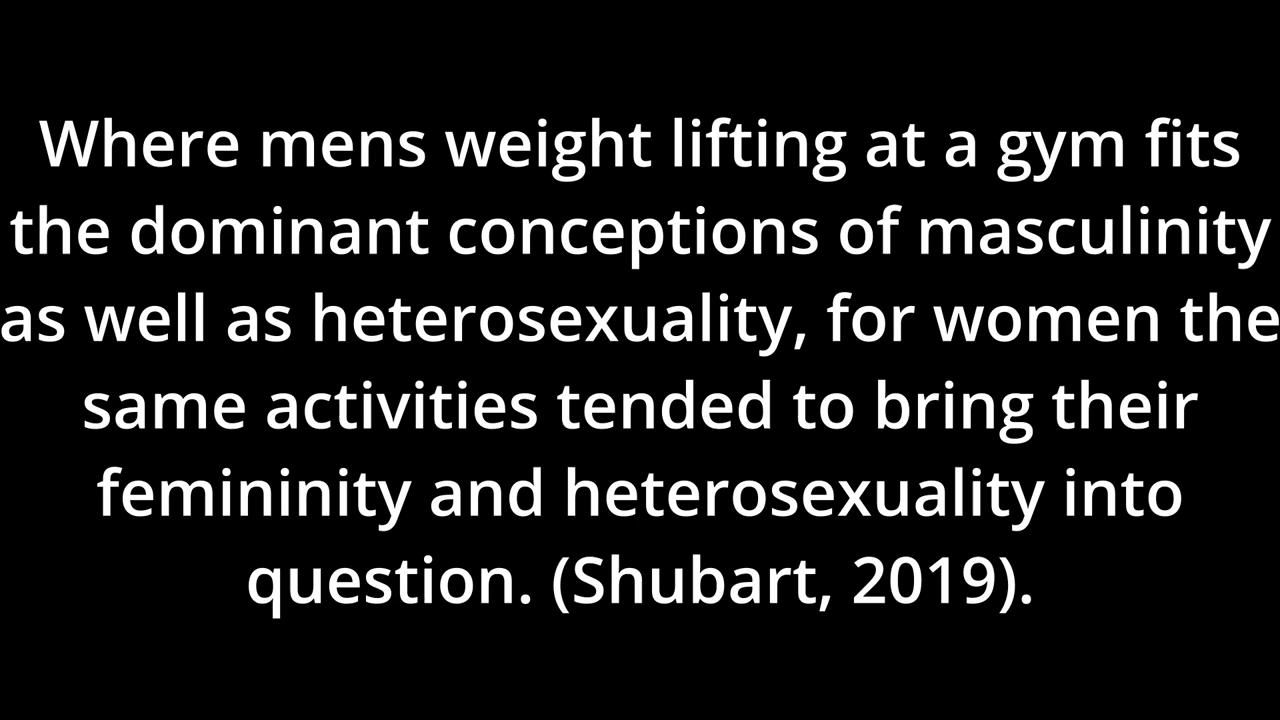 Where mens weight lifting at a gym fits
the dominant conceptions of masculinity
as well as heterosexuality, for women the
same activities tended to bring their
femininity and heterosexuality into
question. (Shubart, 2019).